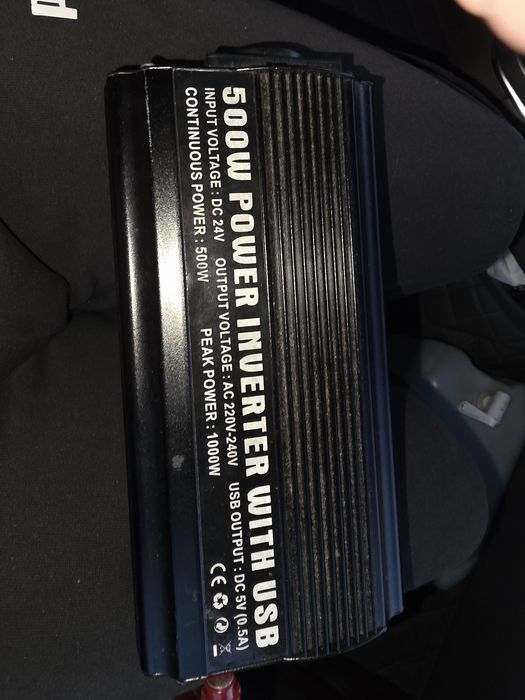 500W POWER INVERTER WITH USB
INPUT VOLTAGE : DC 24V OUTPUT VOLTAGE : AC 220V-240V USB OUTPUT : DC 5V (0.5A)
CONTINUOUS POWER : 500W PEAK POWER : 1000W
CE